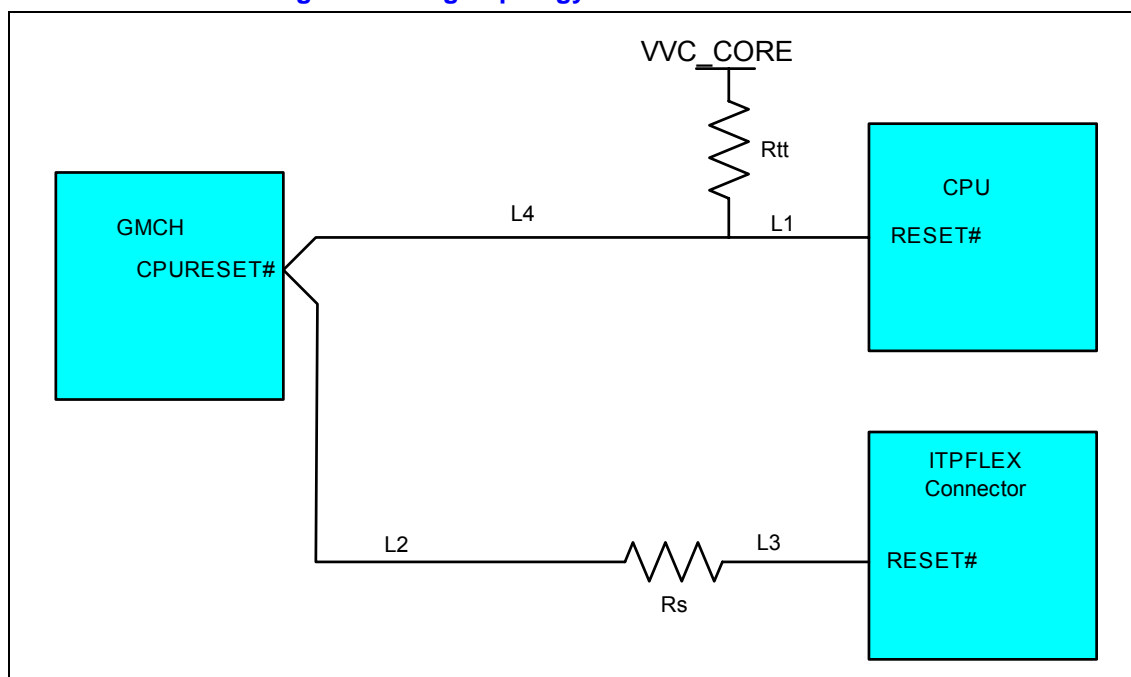 VVC_CORE
Rtt
CPU
RESET#
L4
L1
GMCH
CPURESET#
ITPFLEX
Connector
RESET#
L2
L3
Rs